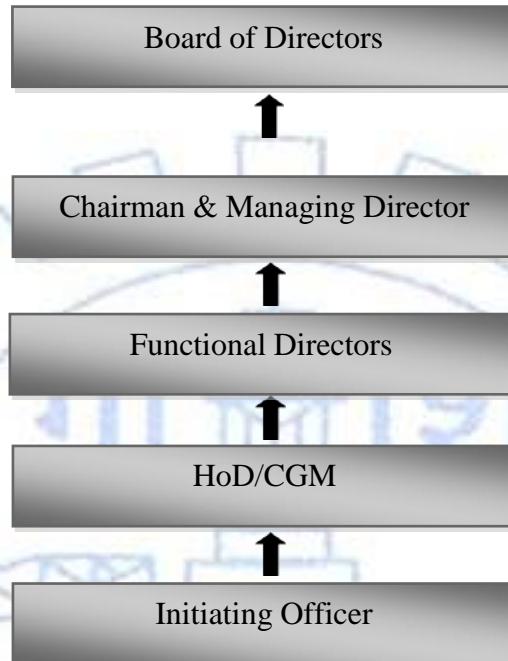 Board of Directors
Chairman & Managing Director
Functional Directors
HoD/CGM
Initiating Officer